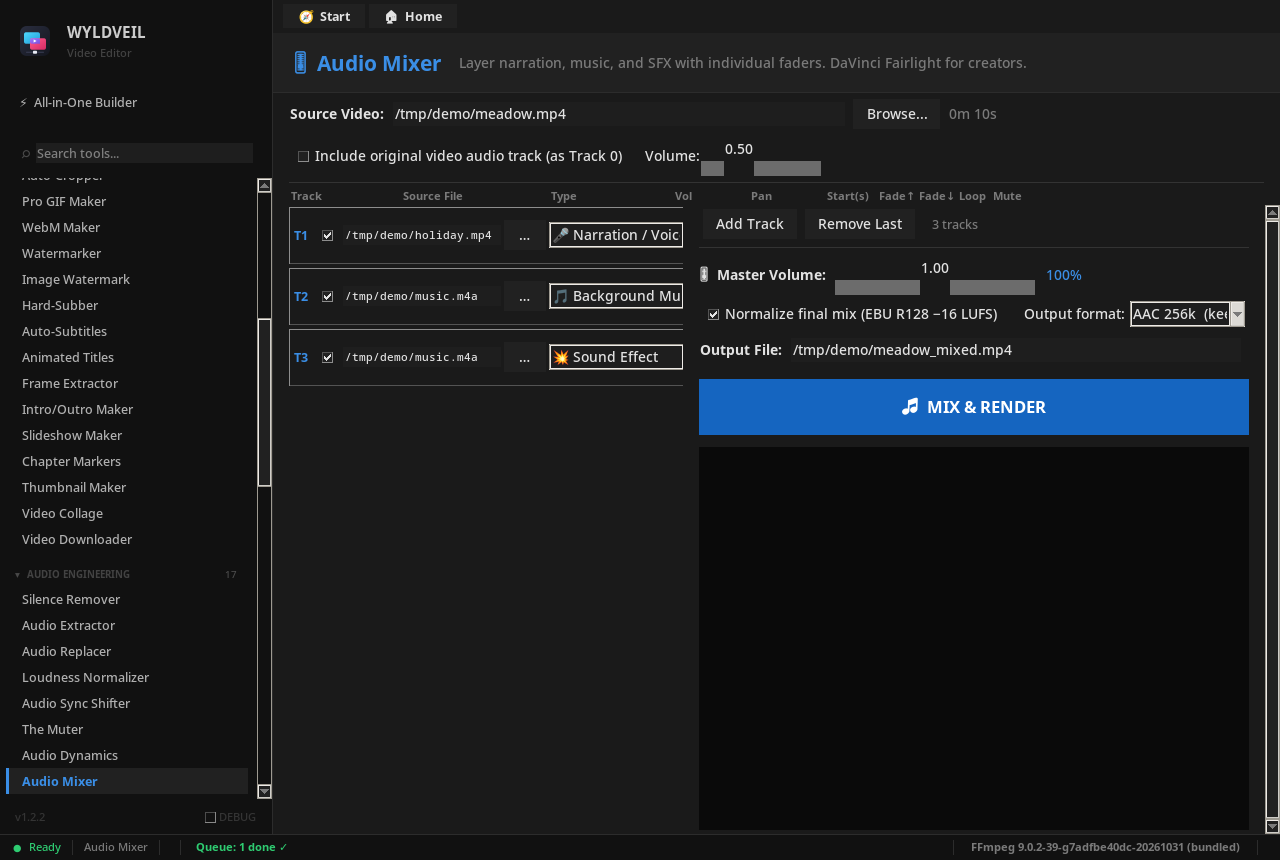 WYLDVEIL
Video Editor
⚡ All-in-One Builder
Search tools...
Auto-Cropper
Pro GIF Maker
WebM Maker
Watermarker
Image Watermark
Hard-Subber
Auto-Subtitles
Animated Titles
Frame Extractor
Intro/Outro Maker
Slideshow Maker
Chapter Markers
Thumbnail Maker
Video Collage
Video Downloader
▾ AUDIO ENGINEERING 17
Silence Remover
Audio Extractor
Audio Replacer
Loudness Normalizer
Audio Sync Shifter
The Muter
Audio Dynamics
Audio Mixer
v1.2.2 DEBUG
Start Home
Audio Mixer Layer narration, music, and SFX with individual faders. DaVinci Fairlight for creators.
Source Video: /tmp/demo/meadow.mp4 Browse... 0m 10s
Include original video audio track (as Track 0) Volume: 0.50
Track Source File Type Vol Pan Start(s) Fade↑ Fade↓ Loop Mute
T1 /tmp/demo/holiday.mp4 ... 🎤 Narration / Voic
T2 /tmp/demo/music.m4a ... 🎵 Background Mu
T3 /tmp/demo/music.m4a ... 💥 Sound Effect
Add Track Remove Last 3 tracks
Master Volume: 1.00 100%
Normalize final mix (EBU R128 −16 LUFS) Output format: AAC 256k (kee
Output File: /tmp/demo/meadow_mixed.mp4
MIX & RENDER
● Ready Audio Mixer Queue: 1 done ✓ FFmpeg 9.0.2-39-g7adfbe40dc-20261031 (bundled)